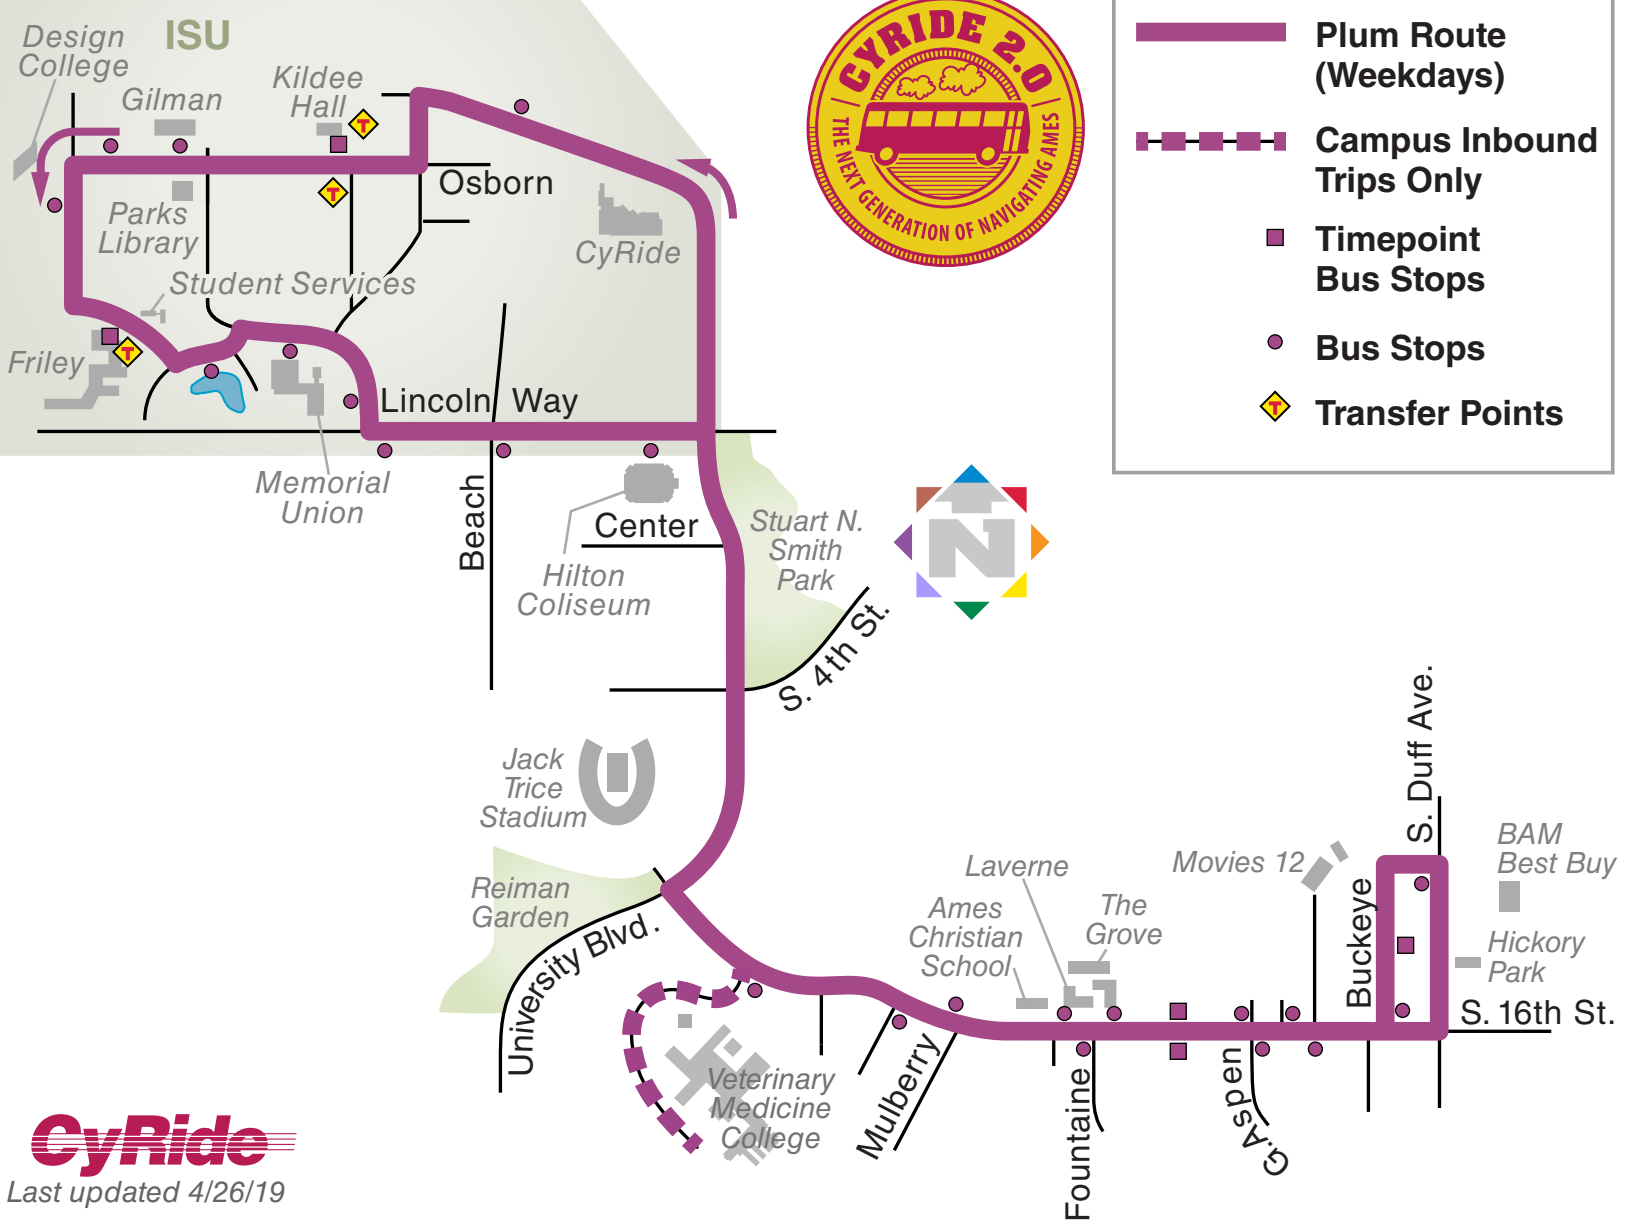 Design
College
ISU
Gilman
Kildee
Hall
T
T
Osborn
Parks
Library
CyRide
Student Services
Friley
T
Lincoln Way
Memorial
Union
Beach
Center
Hilton
Coliseum
Stuart N.
Smith
Park
S. 4th St.
CYRIDE 2.0
THE NEXT GENERATION OF NAVIGATING AMES
Plum Route
(Weekdays)
Campus Inbound
Trips Only
Timepoint
Bus Stops
Bus Stops
T
Transfer Points
N
Jack
Trice
Stadium
Reiman
Garden
University Blvd.
Veterinary
Medicine
College
Mulberry
Laverne
Ames
Christian
School
The
Grove
Fountaine
G.Aspen
Movies 12
Buckeye
S. Duff Ave.
BAM
Best Buy
Hickory
Park
S. 16th St.
CyRide
Last updated 4/26/19